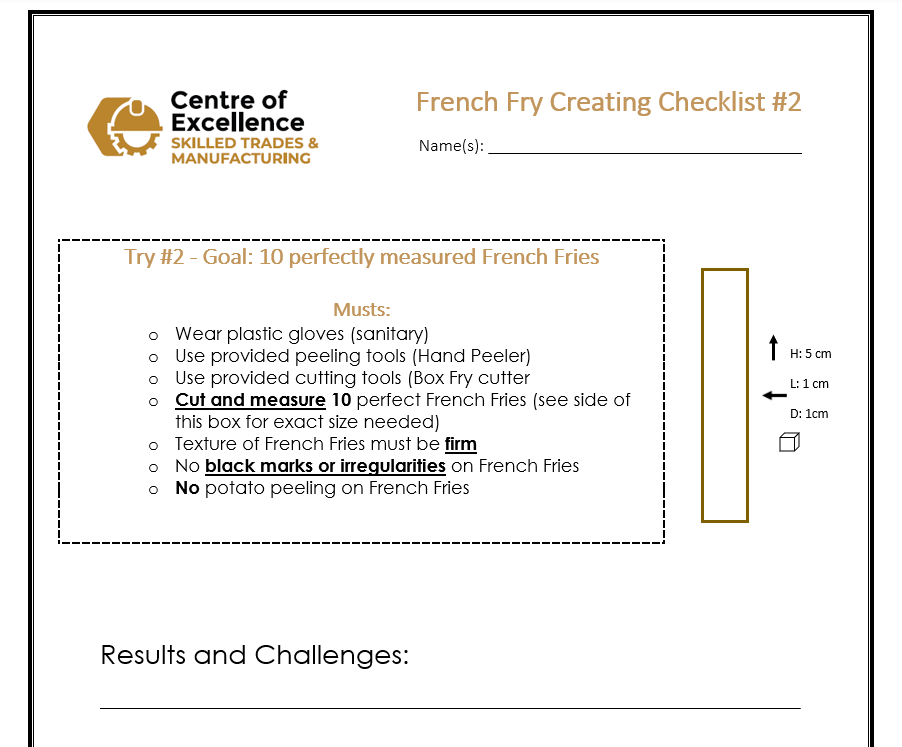 Centre of
Excellence
SKILLED TRADES &
MANUFACTURING
French Fry Creating Checklist #2
Name(s):
Try #2 - Goal: 10 perfectly measured French Fries
Musts:
o Wear plastic gloves (sanitary)
o Use provided peeling tools (Hand Peeler)
o Use provided cutting tools (Box Fry cutter
o Cut and measure 10 perfect French Fries (see side of
this box for exact size needed)
o Texture of French Fries must be firm
o No black marks or irregularities on French Fries
o No potato peeling on French Fries
H: 5 cm
L: 1 cm
D: 1cm
Results and Challenges: